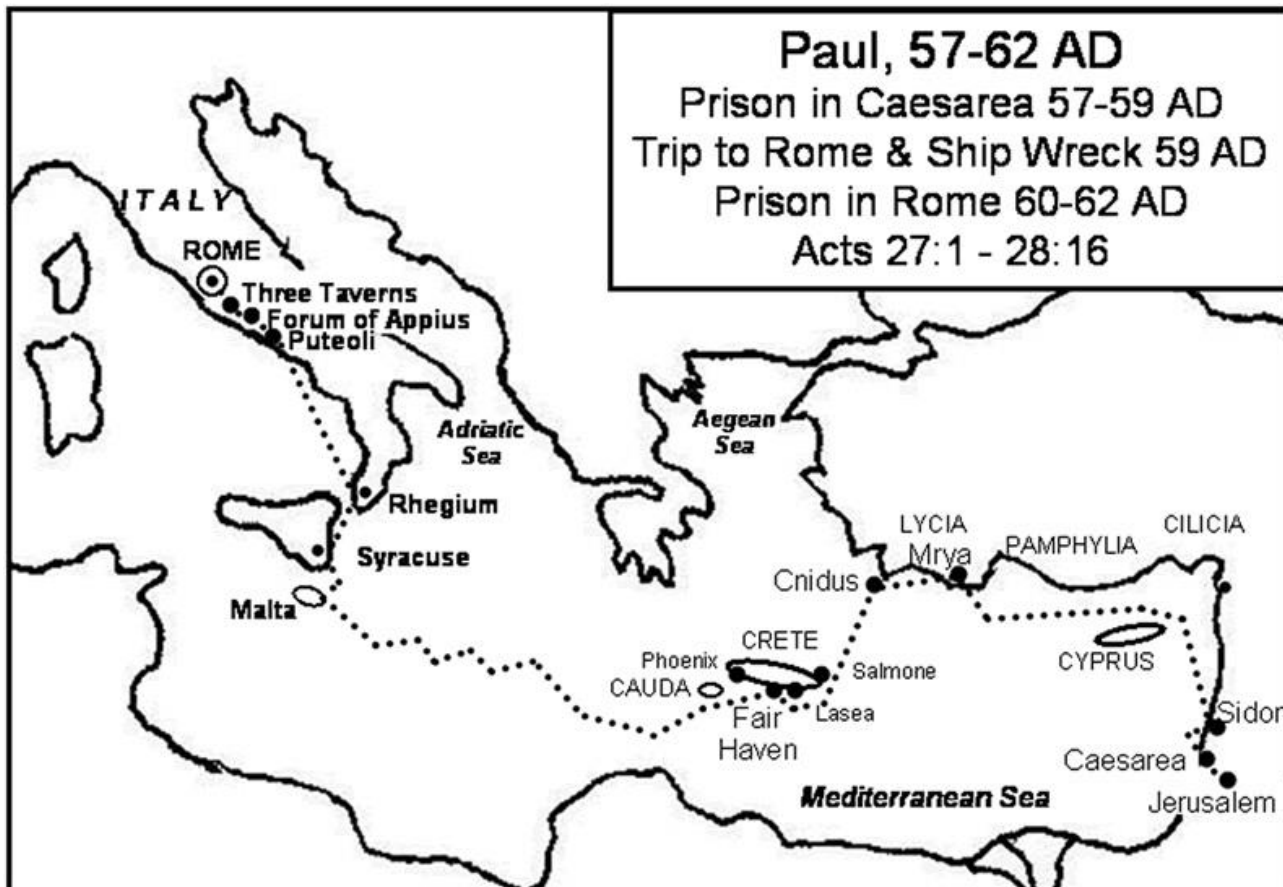 Paul, 57-62 AD
Prison in Caesarea 57-59 AD
Trip to Rome & Ship Wreck 59 AD
Prison in Rome 60-62 AD
Acts 27:1 - 28:16
ITALY
ROME
Three Taverns
Forum of Appius
Puteoli
Adriatic
Sea
Aegean
Sea
Rhegium
Syracuse
Malta
LYCIA
Mrya
PAMPHYLIA
CILICIA
Cnidus
CRETE
Phoenix
Salmone
CAUDA
Lasea
Fair
Haven
CYPRUS
Sidon
Caesarea
Jerusalem
Mediterranean Sea